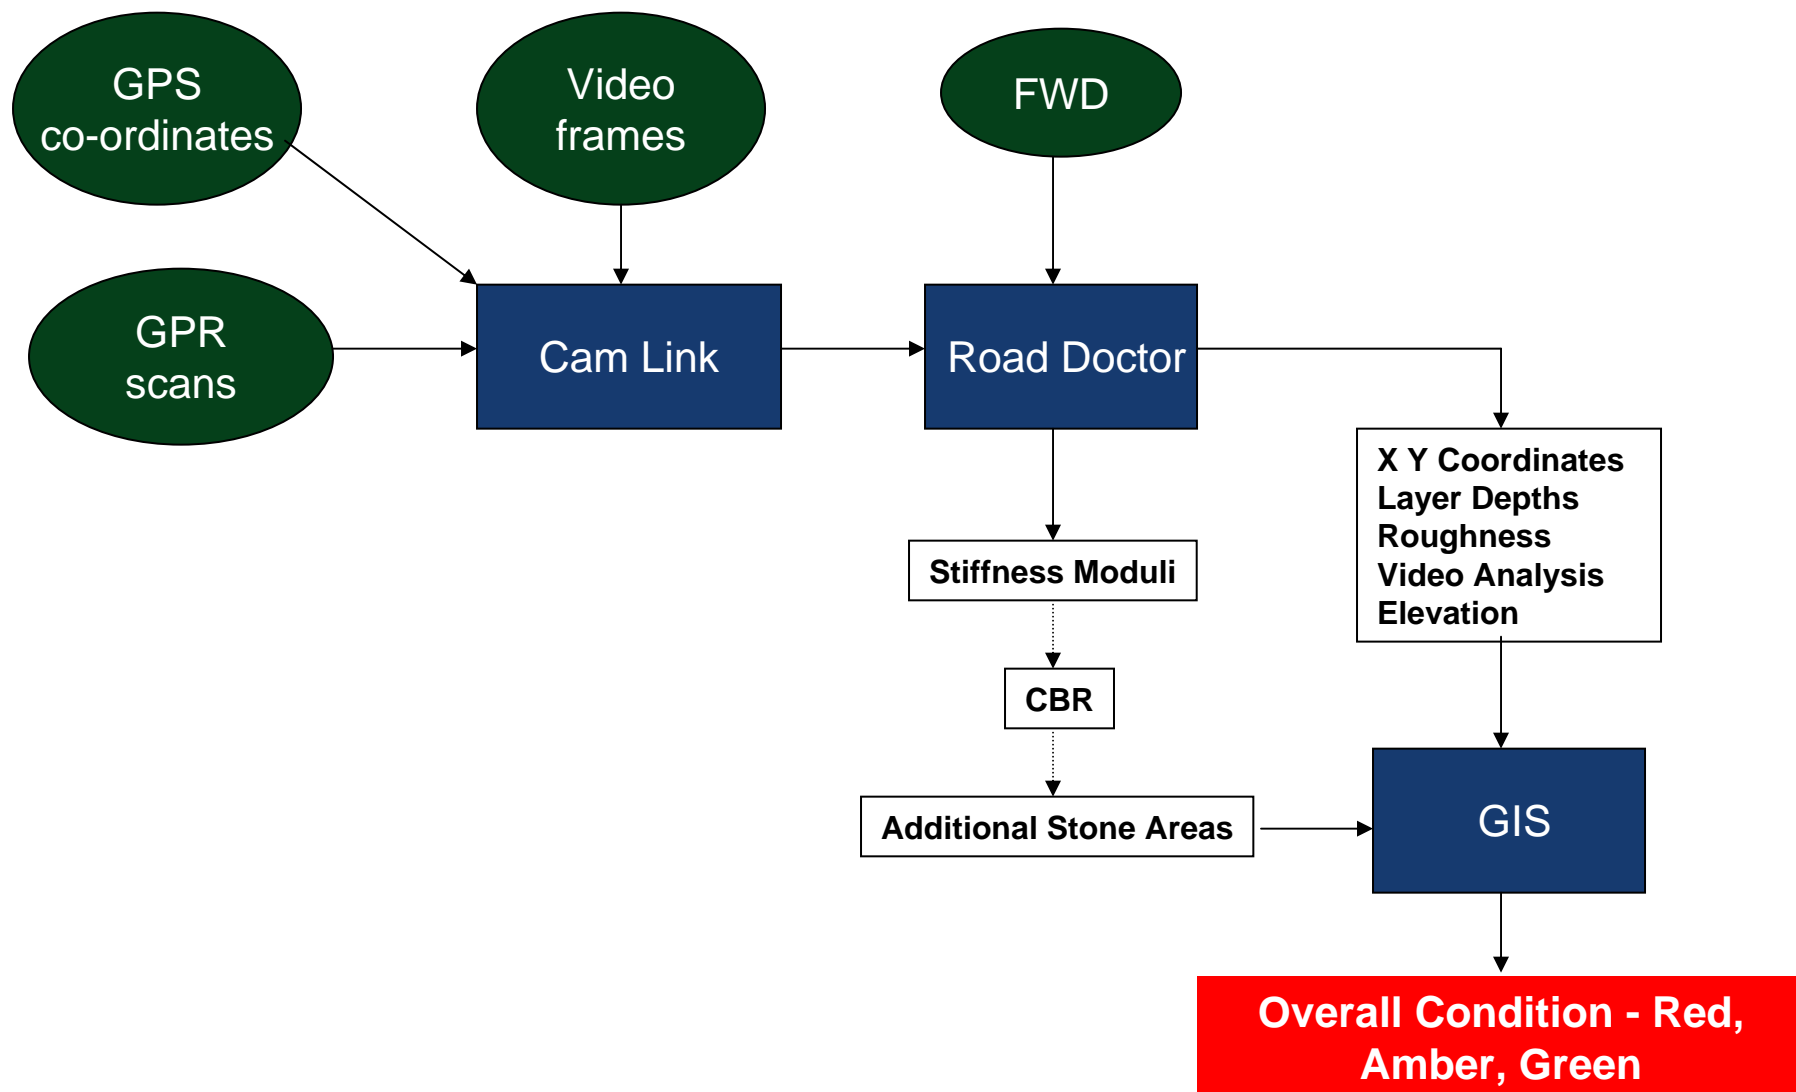 GPS
co-ordinates
Video
frames
FWD
GPR
scans
Cam Link
Road Doctor
X Y Coordinates
Layer Depths
Roughness
Video Analysis
Elevation
Stiffness Moduli
CBR
Additional Stone Areas
GIS
Overall Condition - Red,
Amber, Green